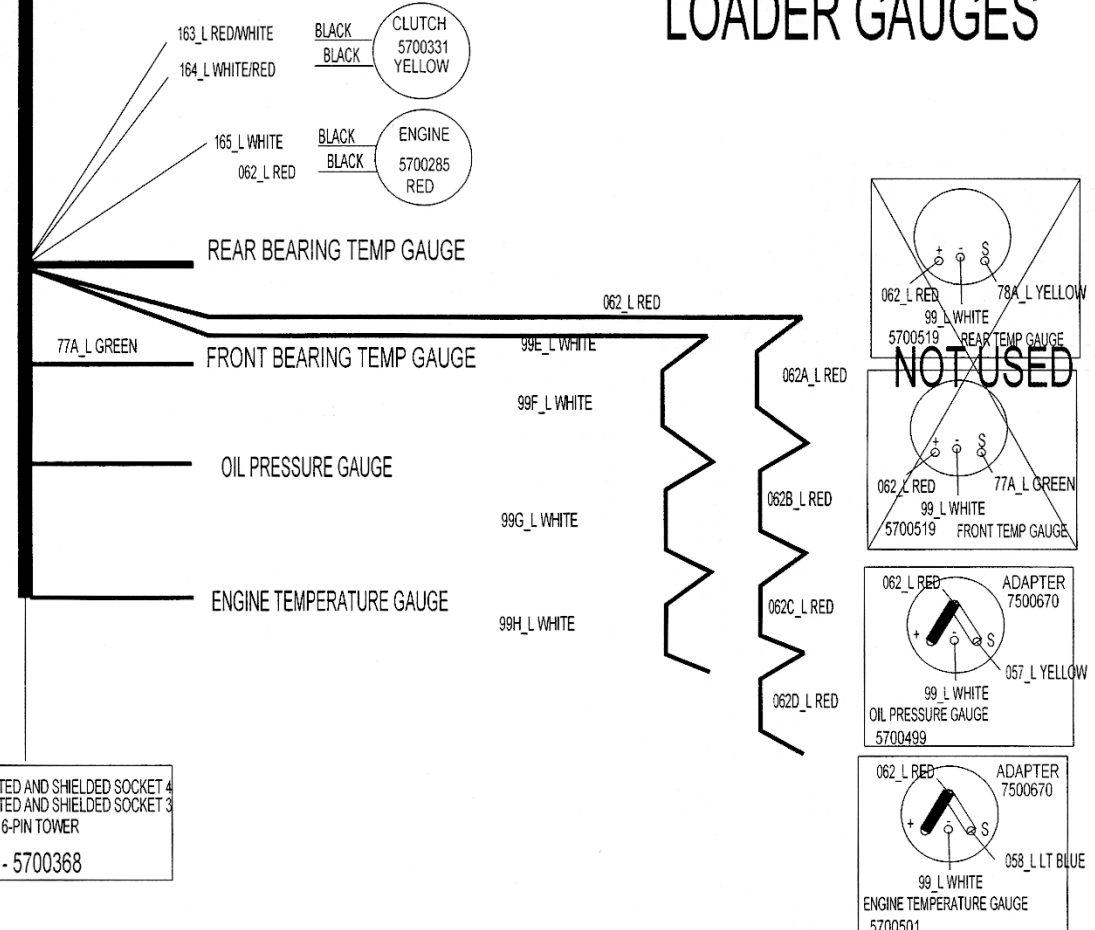 LOADER GAUGES
163_L RED/WHITE
BLACK
CLUTCH
5700331
YELLOW
164_L WHITE/RED
BLACK
165_L WHITE
BLACK
ENGINE
5700285
RED
062_L RED
BLACK
REAR BEARING TEMP GAUGE
062_L RED
77A_L GREEN
FRONT BEARING TEMP GAUGE
99E_L WHITE
99F_L WHITE
OIL PRESSURE GAUGE
99G_L WHITE
ENGINE TEMPERATURE GAUGE
99H_L WHITE
062A_L RED
062B_L RED
062C_L RED
062D_L RED
+ - S
062_L RED
78A_L YELLOW
99_L WHITE
5700519 REAR TEMP GAUGE
NOT USED
+ - S
062_L RED
77A_L GREEN
99_L WHITE
5700519 FRONT TEMP GAUGE
062_L RED
ADAPTER
7500670
+ - S
057_L YELLOW
99_L WHITE
OIL PRESSURE GAUGE
5700499
062_L RED
ADAPTER
7500670
+ - S
058_L LT BLUE
99_L WHITE
ENGINE TEMPERATURE GAUGE
5700501
TED AND SHIELDED SOCKET 4
TED AND SHIELDED SOCKET 3
6-PIN TOWER
- 5700368